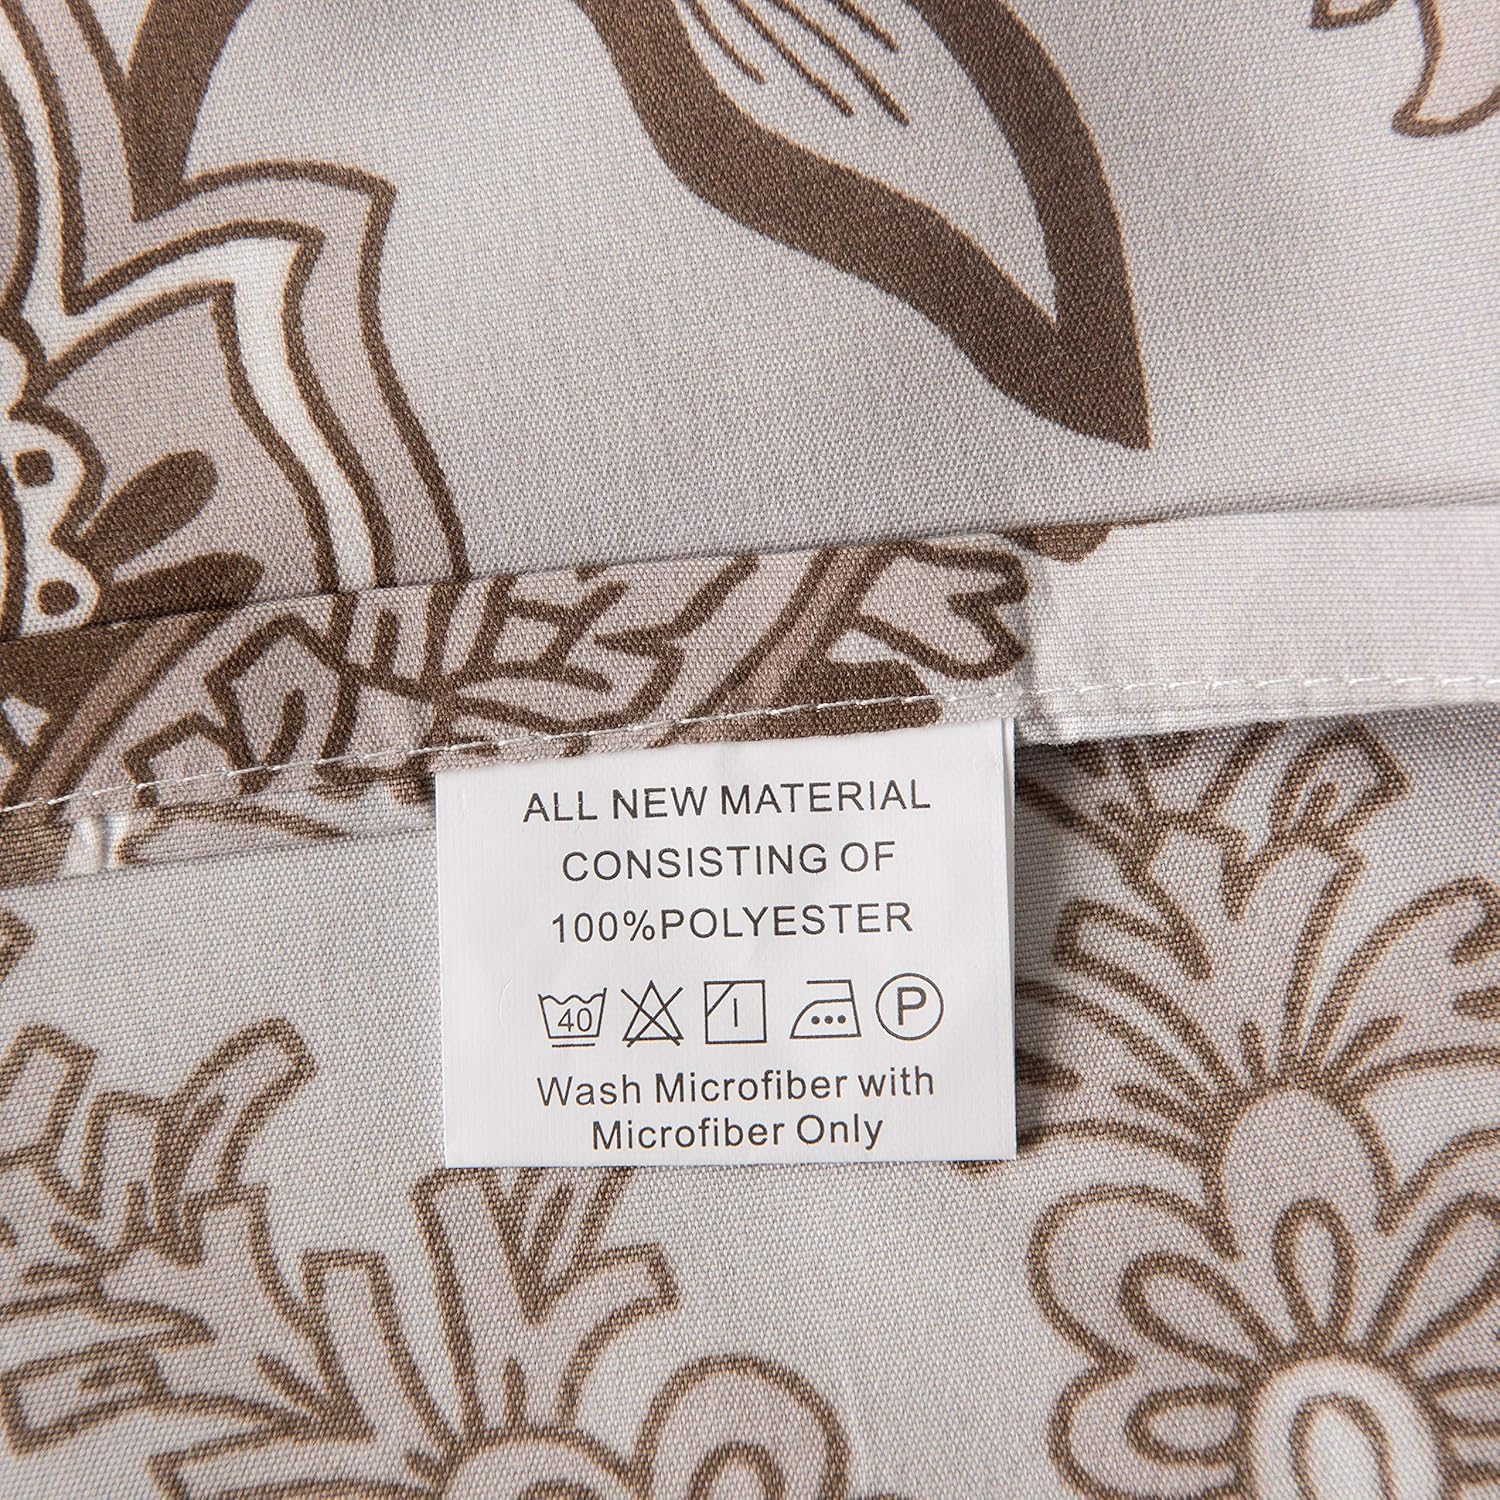 ALL NEW MATERIAL
CONSISTING OF
100%POLYESTER
40 P
Wash Microfiber with
Microfiber Only